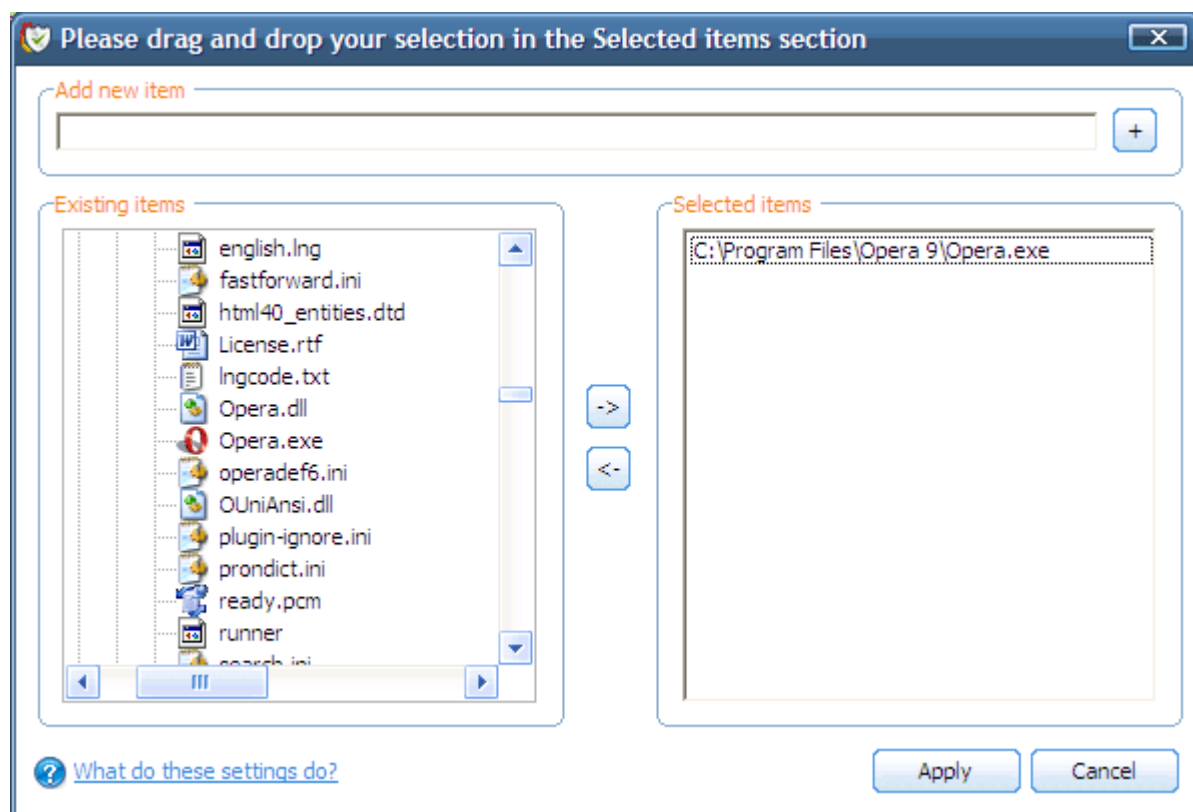 Please drag and drop your selection in the Selected items section
Add new item
+
Existing items
english.lng
fastforward.ini
html40_entities.dtd
License.rtf
lngcode.txt
Opera.dll
Opera.exe
operadef6.ini
OUniAnsi.dll
plugin-ignore.ini
prondict.ini
ready.pcm
runner
search.ini
->
<-
Selected items
C:\Program Files\Opera 9\Opera.exe
What do these settings do?
Apply
Cancel